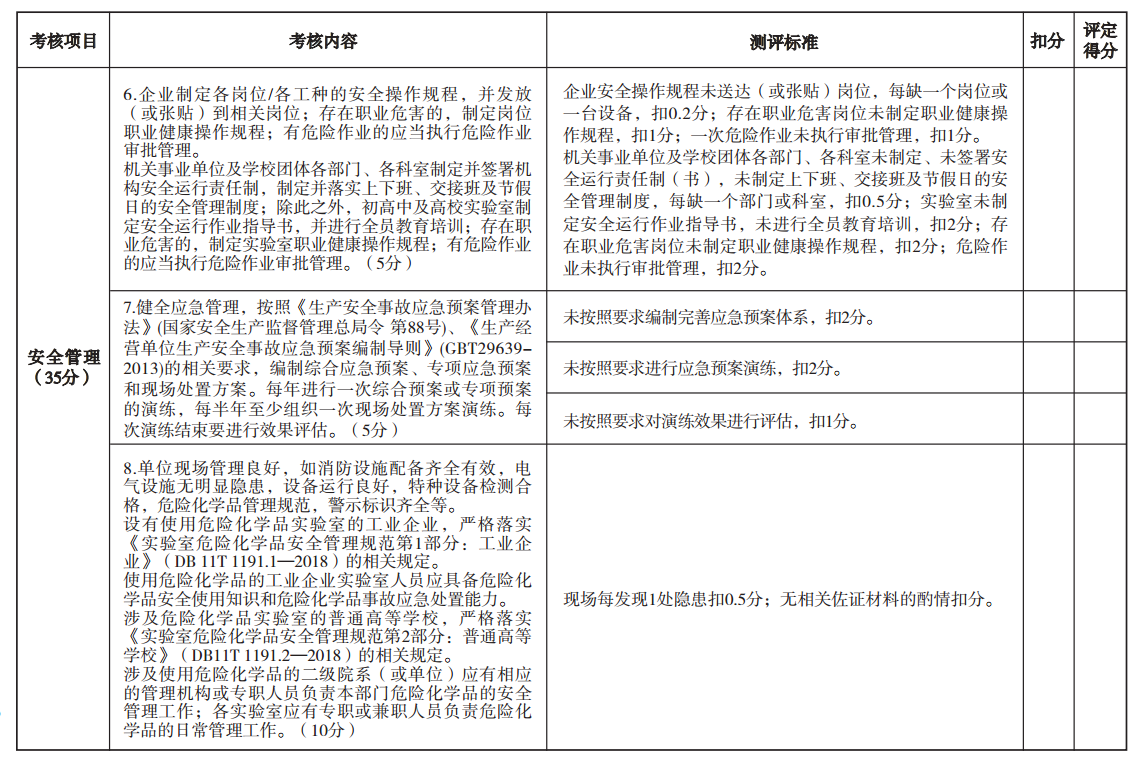 考核项目
考核内容
测评标准
扣分
评定
得分
安全管理
（35分）
6.企业制定各岗位/各工种的安全操作规程，并发放
（或张贴）到相关岗位；存在职业危害的，制定岗位
职业健康操作规程；有危险作业的应当执行危险作业
审批管理。
机关事业单位及学校团体各部门、各科室制定并签署机
构安全运行责任制，制定并落实上下班、交接班及节假
日的安全管理制度；除此之外，初高中及高校实验室制
定安全运行作业指导书，并进行全员教育培训；存在职
业危害的，制定实验室职业健康操作规程；有危险作业
的应当执行危险作业审批管理。（5分）
企业安全操作规程未送达（或张贴）岗位，每缺一个岗位或
一台设备，扣0.2分；存在职业危害岗位未制定职业健康操
作规程，扣1分；一次危险作业未执行审批管理，扣1分。
机关事业单位及学校团体各部门、各科室未制定、未签署安
全运行责任制（书），未制定上下班、交接班及节假日的安
全管理制度，每缺一个部门或科室，扣0.5分；实验室未制
定安全运行作业指导书，未进行全员教育培训，扣2分；存
在职业危害岗位未制定职业健康操作规程，扣2分；危险作
业未执行审批管理，扣2分。
7.健全应急管理，按照《生产安全事故应急预案管理办
法》(国家安全生产监督管理总局令 第88号)、《生产经
营单位生产安全事故应急预案编制导则》(GBT29639-
2013)的相关要求，编制综合应急预案、专项应急预案
和现场处置方案。每年进行一次综合预案或专项预案
的演练，每半年至少组织一次现场处置方案演练。每
次演练结束要进行效果评估。（5分）
未按照要求编制完善应急预案体系，扣2分。
未按照要求进行应急预案演练，扣2分。
未按照要求对演练效果进行评估，扣1分。
8.单位现场管理良好，如消防设施配备齐全有效，电
气设施无明显隐患，设备运行良好，特种设备检测合
格，危险化学品管理规范，警示标识齐全等。
设有使用危险化学品实验室的工业企业，严格落实
《实验室危险化学品安全管理规范第1部分：工业企
业》（DB 11T 1191.1—2018）的相关规定。
使用危险化学品的工业企业实验室人员应具备危险化
学品安全使用知识和危险化学品事故应急处置能力。
涉及危险化学品实验室的普通高等学校，严格落实
《实验室危险化学品安全管理规范第2部分：普通高等
学校》（DB11T 1191.2—2018）的相关规定。
涉及使用危险化学品的二级院系（或单位）应有相应
的管理机构或专职人员负责本部门危险化学品的安全
管理工作；各实验室应有专职或兼职人员负责危险化
学品的日常管理工作。（10分）
现场每发现1处隐患扣0.5分；无相关佐证材料的酌情扣分。